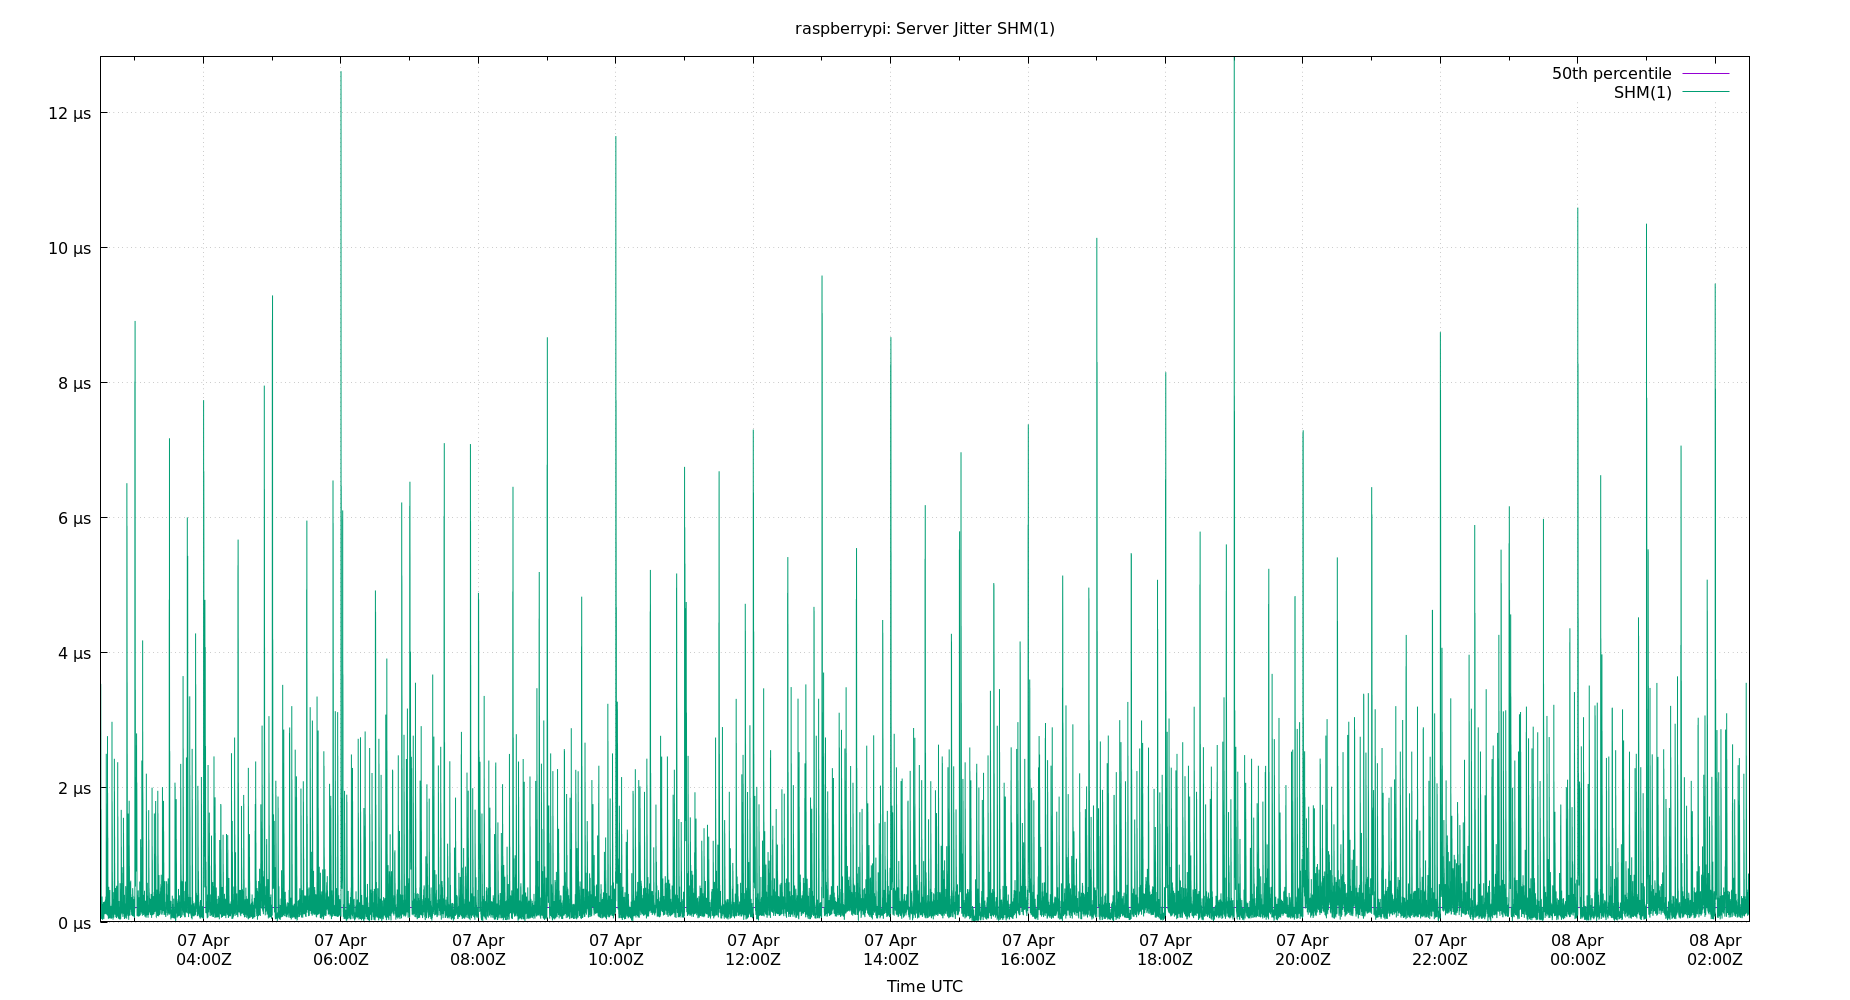 raspberrypi: Server Jitter SHM(1)
50th percentile
SHM(1)
12 µs
10 µs
8 µs
6 µs
4 µs
2 µs
0 µs
07 Apr 07 Apr 07 Apr 07 Apr 07 Apr 07 Apr 07 Apr 07 Apr 07 Apr 07 Apr 08 Apr 08 Apr
04:00Z 06:00Z 08:00Z 10:00Z 12:00Z 14:00Z 16:00Z 18:00Z 20:00Z 22:00Z 00:00Z 02:00Z
Time UTC